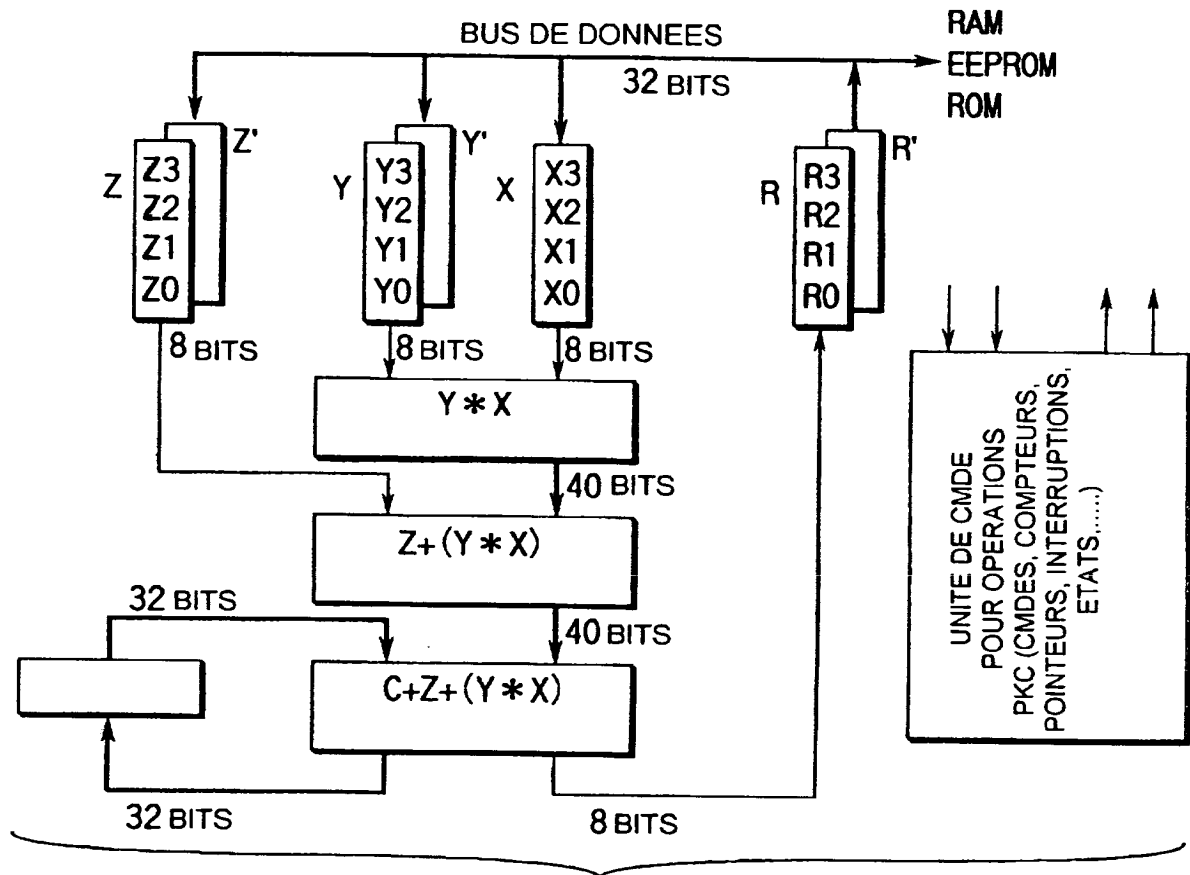 BUS DE DONNEES
32 BITS
RAM
EEPROM
ROM
Z'
Z
Z3
Z2
Z1
Z0
Y'
Y
Y3
Y2
Y1
Y0
X
X3
X2
X1
X0
R'
R
R3
R2
R1
R0
8 BITS
8 BITS
8 BITS
Y * X
40 BITS
Z+(Y * X)
32 BITS
40 BITS
C+Z+(Y * X)
32 BITS
8 BITS
UNITE DE CMDE
POUR OPERATIONS
PKC (CMDES, COMPTEURS,
POINTEURS, INTERRUPTIONS,
ETATS,.....)